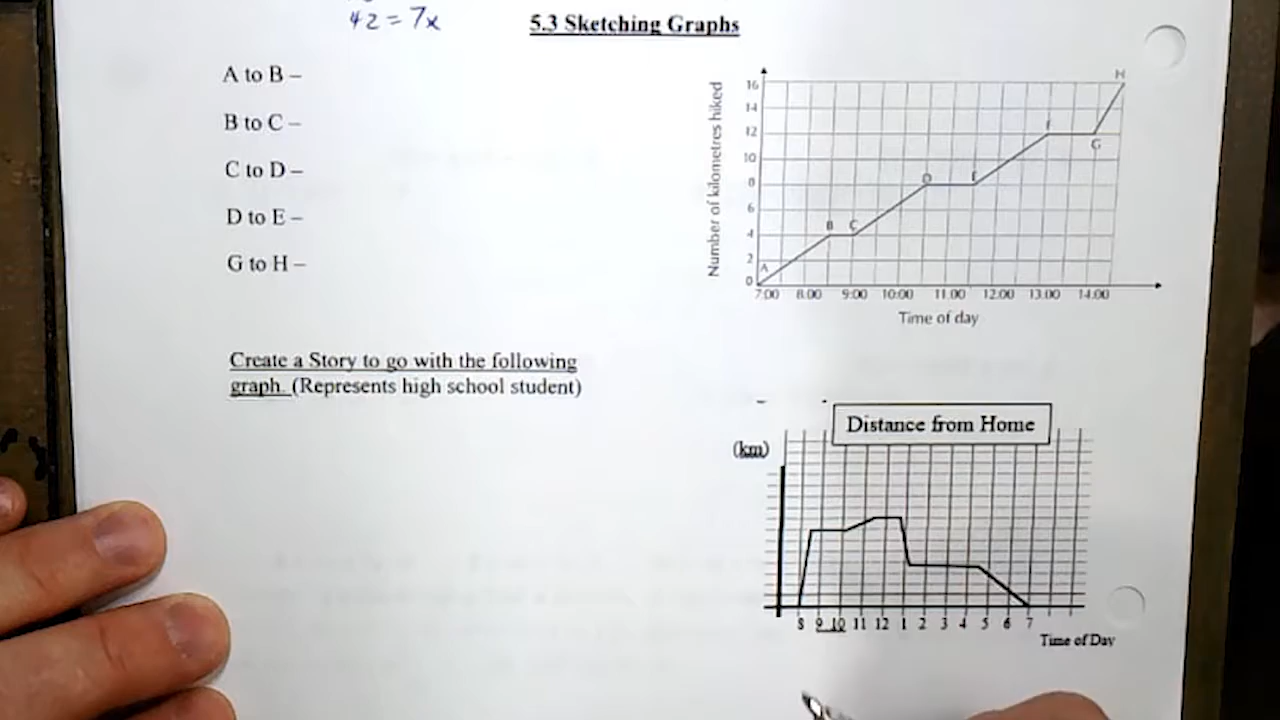 42 = 7x
5.3 Sketching Graphs
A to B –
B to C –
C to D –
D to E –
G to H –
Number of kilometres hiked
16
14
12
10
8
6
4
2
0
A
B
C
D
E
F
G
H
7:00 8:00 9:00 10:00 11:00 12:00 13:00 14:00
Time of day
Create a Story to go with the following
graph. (Represents high school student)
Distance from Home
(km)
8 9 10 11 12 1 2 3 4 5 6 7
Time of Day